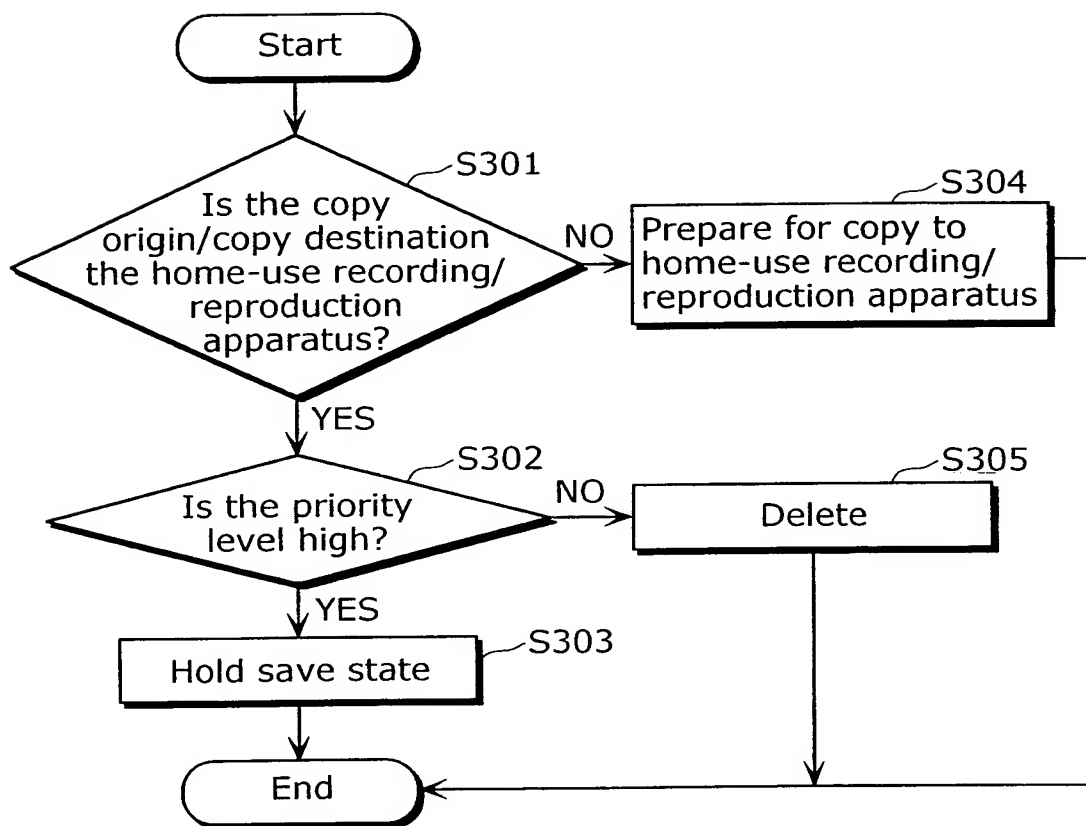 Start
S301
Is the copy
origin/copy destination
the home-use recording/
reproduction
apparatus?
NO
S304
Prepare for copy to
home-use recording/
reproduction apparatus
YES
S302
Is the priority
level high?
NO
S305
Delete
YES
S303
Hold save state
End